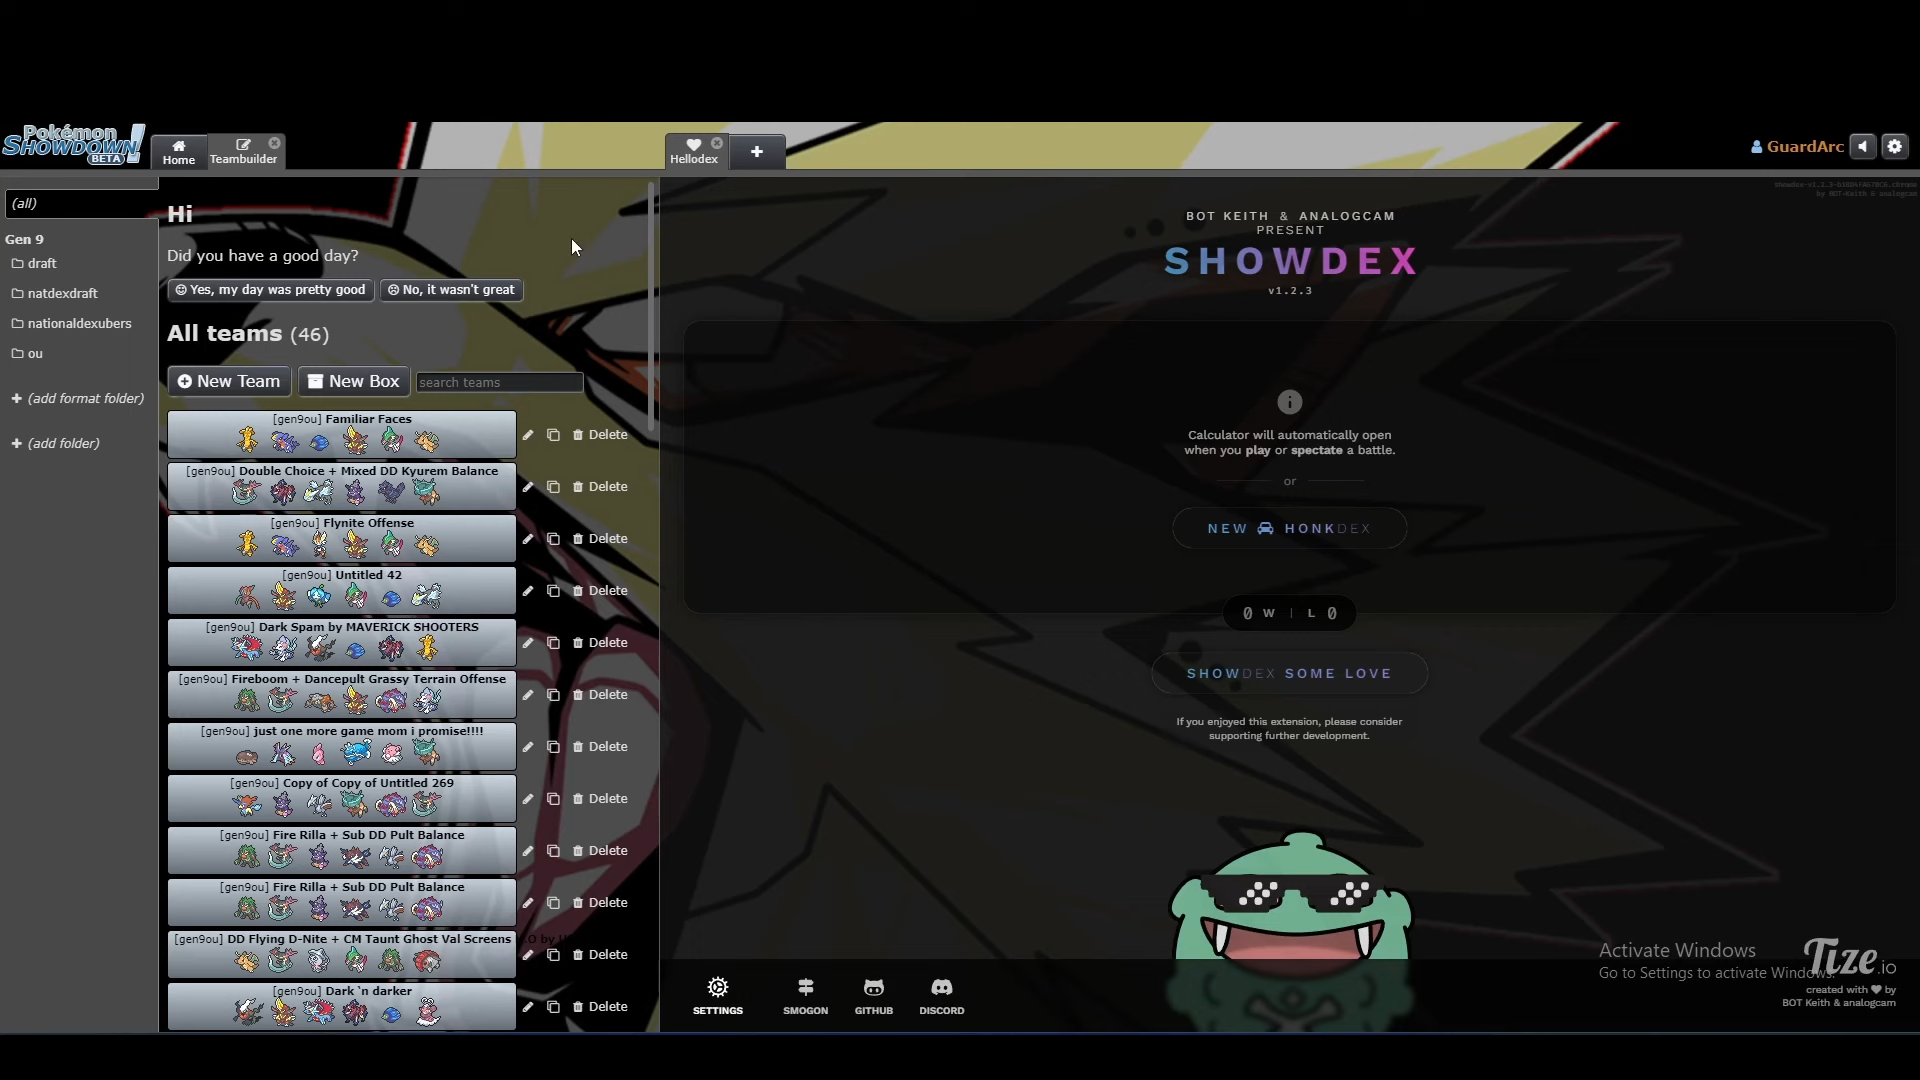 Pokémon
SHOWDOWN!
BETA
Home
Teambuilder
Hellodex
GuardArc
(all)
Gen 9
draft
natdexdraft
nationaldexubers
ou
(add format folder)
(add folder)
Hi
Did you have a good day?
Yes, my day was pretty good
No, it wasn't great
All teams (46)
New Team
New Box
search teams
[gen9ou] Familiar Faces
Delete
[gen9ou] Double Choice + Mixed DD Kyurem Balance
Delete
[gen9ou] Flynite Offense
Delete
[gen9ou] Untitled 42
Delete
[gen9ou] Dark Spam by MAVERICK SHOOTERS
Delete
[gen9ou] Fireboom + Dancepult Grassy Terrain Offense
Delete
[gen9ou] just one more game mom i promise!!!!
Delete
[gen9ou] Copy of Copy of Untitled 269
Delete
[gen9ou] Fire Rilla + Sub DD Pult Balance
Delete
[gen9ou] Fire Rilla + Sub DD Pult Balance
Delete
[gen9ou] DD Flying D-Nite + CM Taunt Ghost Val Screens
Delete
[gen9ou] Dark 'n darker
Delete
BOT KEITH & ANALOGCAM
PRESENT
SHOWDEX
v1.2.3
Calculator will automatically open
when you play or spectate a battle.
or
NEW HONKDEX
0 W | L 0
SHOWDEX SOME LOVE
If you enjoyed this extension, please consider
supporting further development.
SETTINGS
SMOGON
GITHUB
DISCORD
Activate Windows
Go to Settings to activate Windows.
Tize.io
created with ♥ by
BOT Keith & analogcam